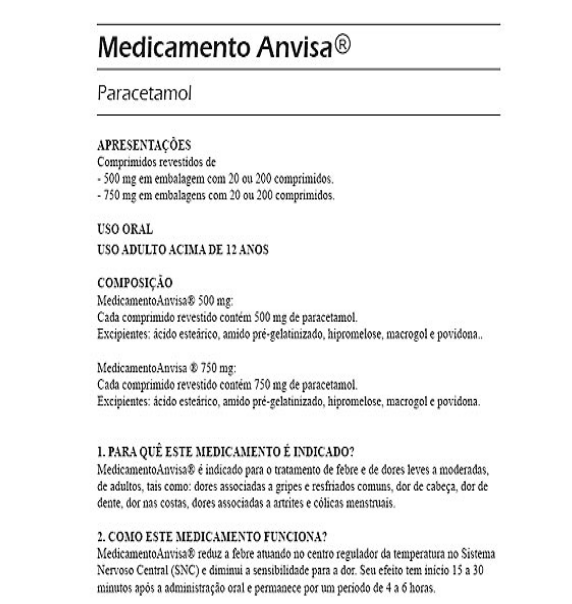 Medicamento Anvisa®
Paracetamol
APRESENTAÇÕES
Comprimidos revestidos de
- 500 mg em embalagem com 20 ou 200 comprimidos.
- 750 mg em embalagens com 20 ou 200 comprimidos.
USO ORAL
USO ADULTO ACIMA DE 12 ANOS
COMPOSIÇÃO
MedicamentoAnvisa® 500 mg:
Cada comprimido revestido contém 500 mg de paracetamol.
Excipientes: ácido esteárico, amido pré-gelatinizado, hipromelose, macrogol e povidona..
MedicamentoAnvisa ® 750 mg:
Cada comprimido revestido contém 750 mg de paracetamol.
Excipientes: ácido esteárico, amido pré-gelatinizado, hipromelose, macrogol e povidona.
1. PARA QUÊ ESTE MEDICAMENTO É INDICADO?
MedicamentoAnvisa® é indicado para o tratamento de febre e de dores leves a moderadas,
de adultos, tais como: dores associadas a gripes e resfriados comuns, dor de cabeça, dor de
dente, dor nas costas, dores associadas a artrites e cólicas menstruais.
2. COMO ESTE MEDICAMENTO FUNCIONA?
MedicamentoAnvisa® reduz a febre atuando no centro regulador da temperatura no Sistema
Nervoso Central (SNC) e diminui a sensibilidade para a dor. Seu efeito tem início 15 a 30
minutos após a administração oral e permanece por um período de 4 a 6 horas.